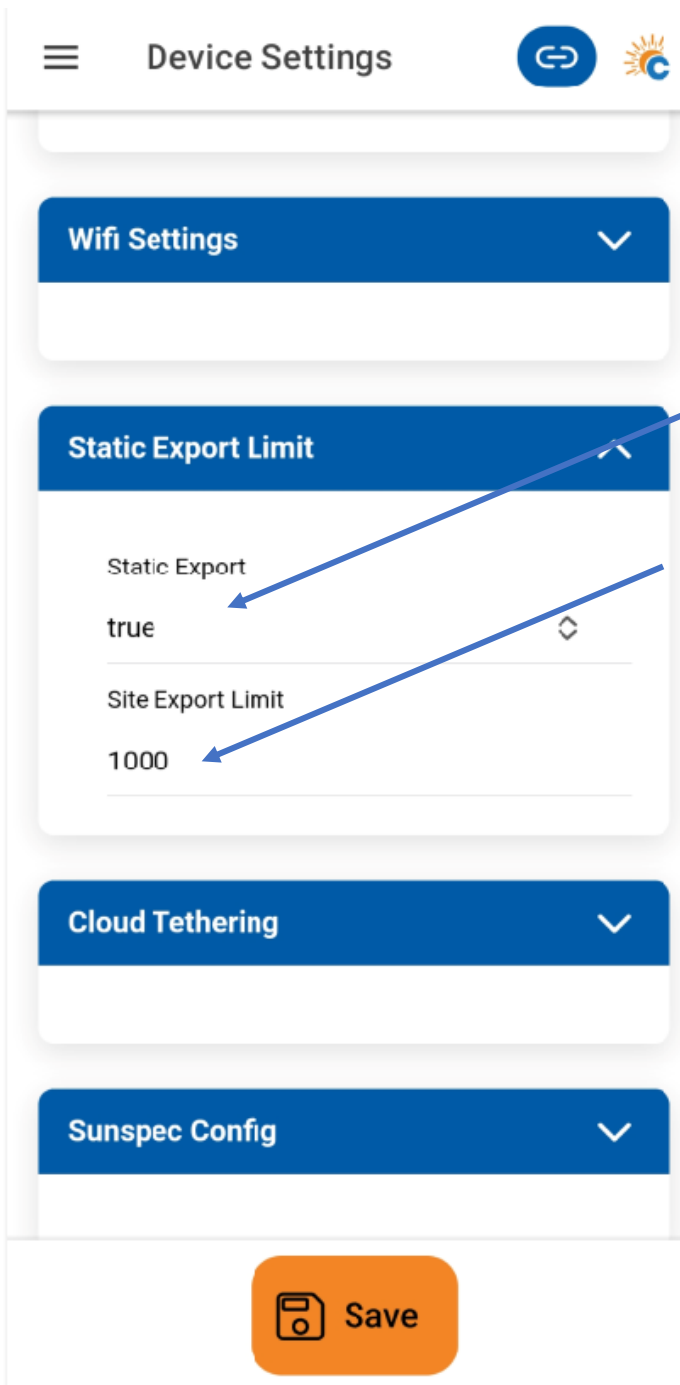 Device Settings
Wifi Settings
Static Export Limit
Static Export
true
Site Export Limit
1000
Cloud Tethering
Sunspec Config
Save